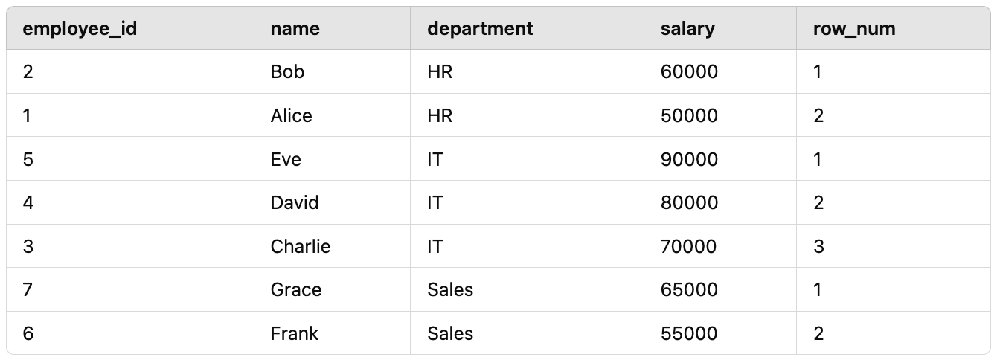 employee_id name department salary row_num
2 Bob HR 60000 1
1 Alice HR 50000 2
5 Eve IT 90000 1
4 David IT 80000 2
3 Charlie IT 70000 3
7 Grace Sales 65000 1
6 Frank Sales 55000 2